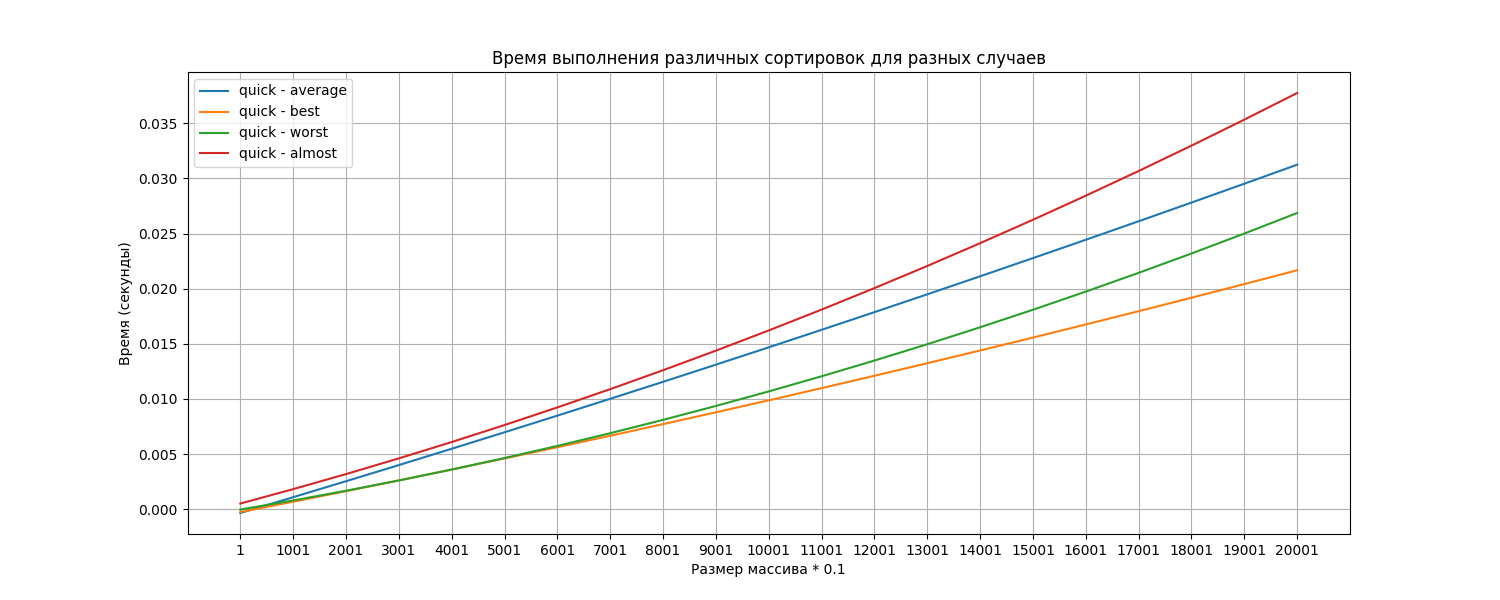 Время выполнения различных сортировок для разных случаев
quick - average
quick - best
quick - worst
quick - almost
0.035
0.030
0.025
0.020
0.015
0.010
0.005
0.000
Время (секунды)
1 1001 2001 3001 4001 5001 6001 7001 8001 9001 10001 11001 12001 13001 14001 15001 16001 17001 18001 19001 20001
Размер массива * 0.1